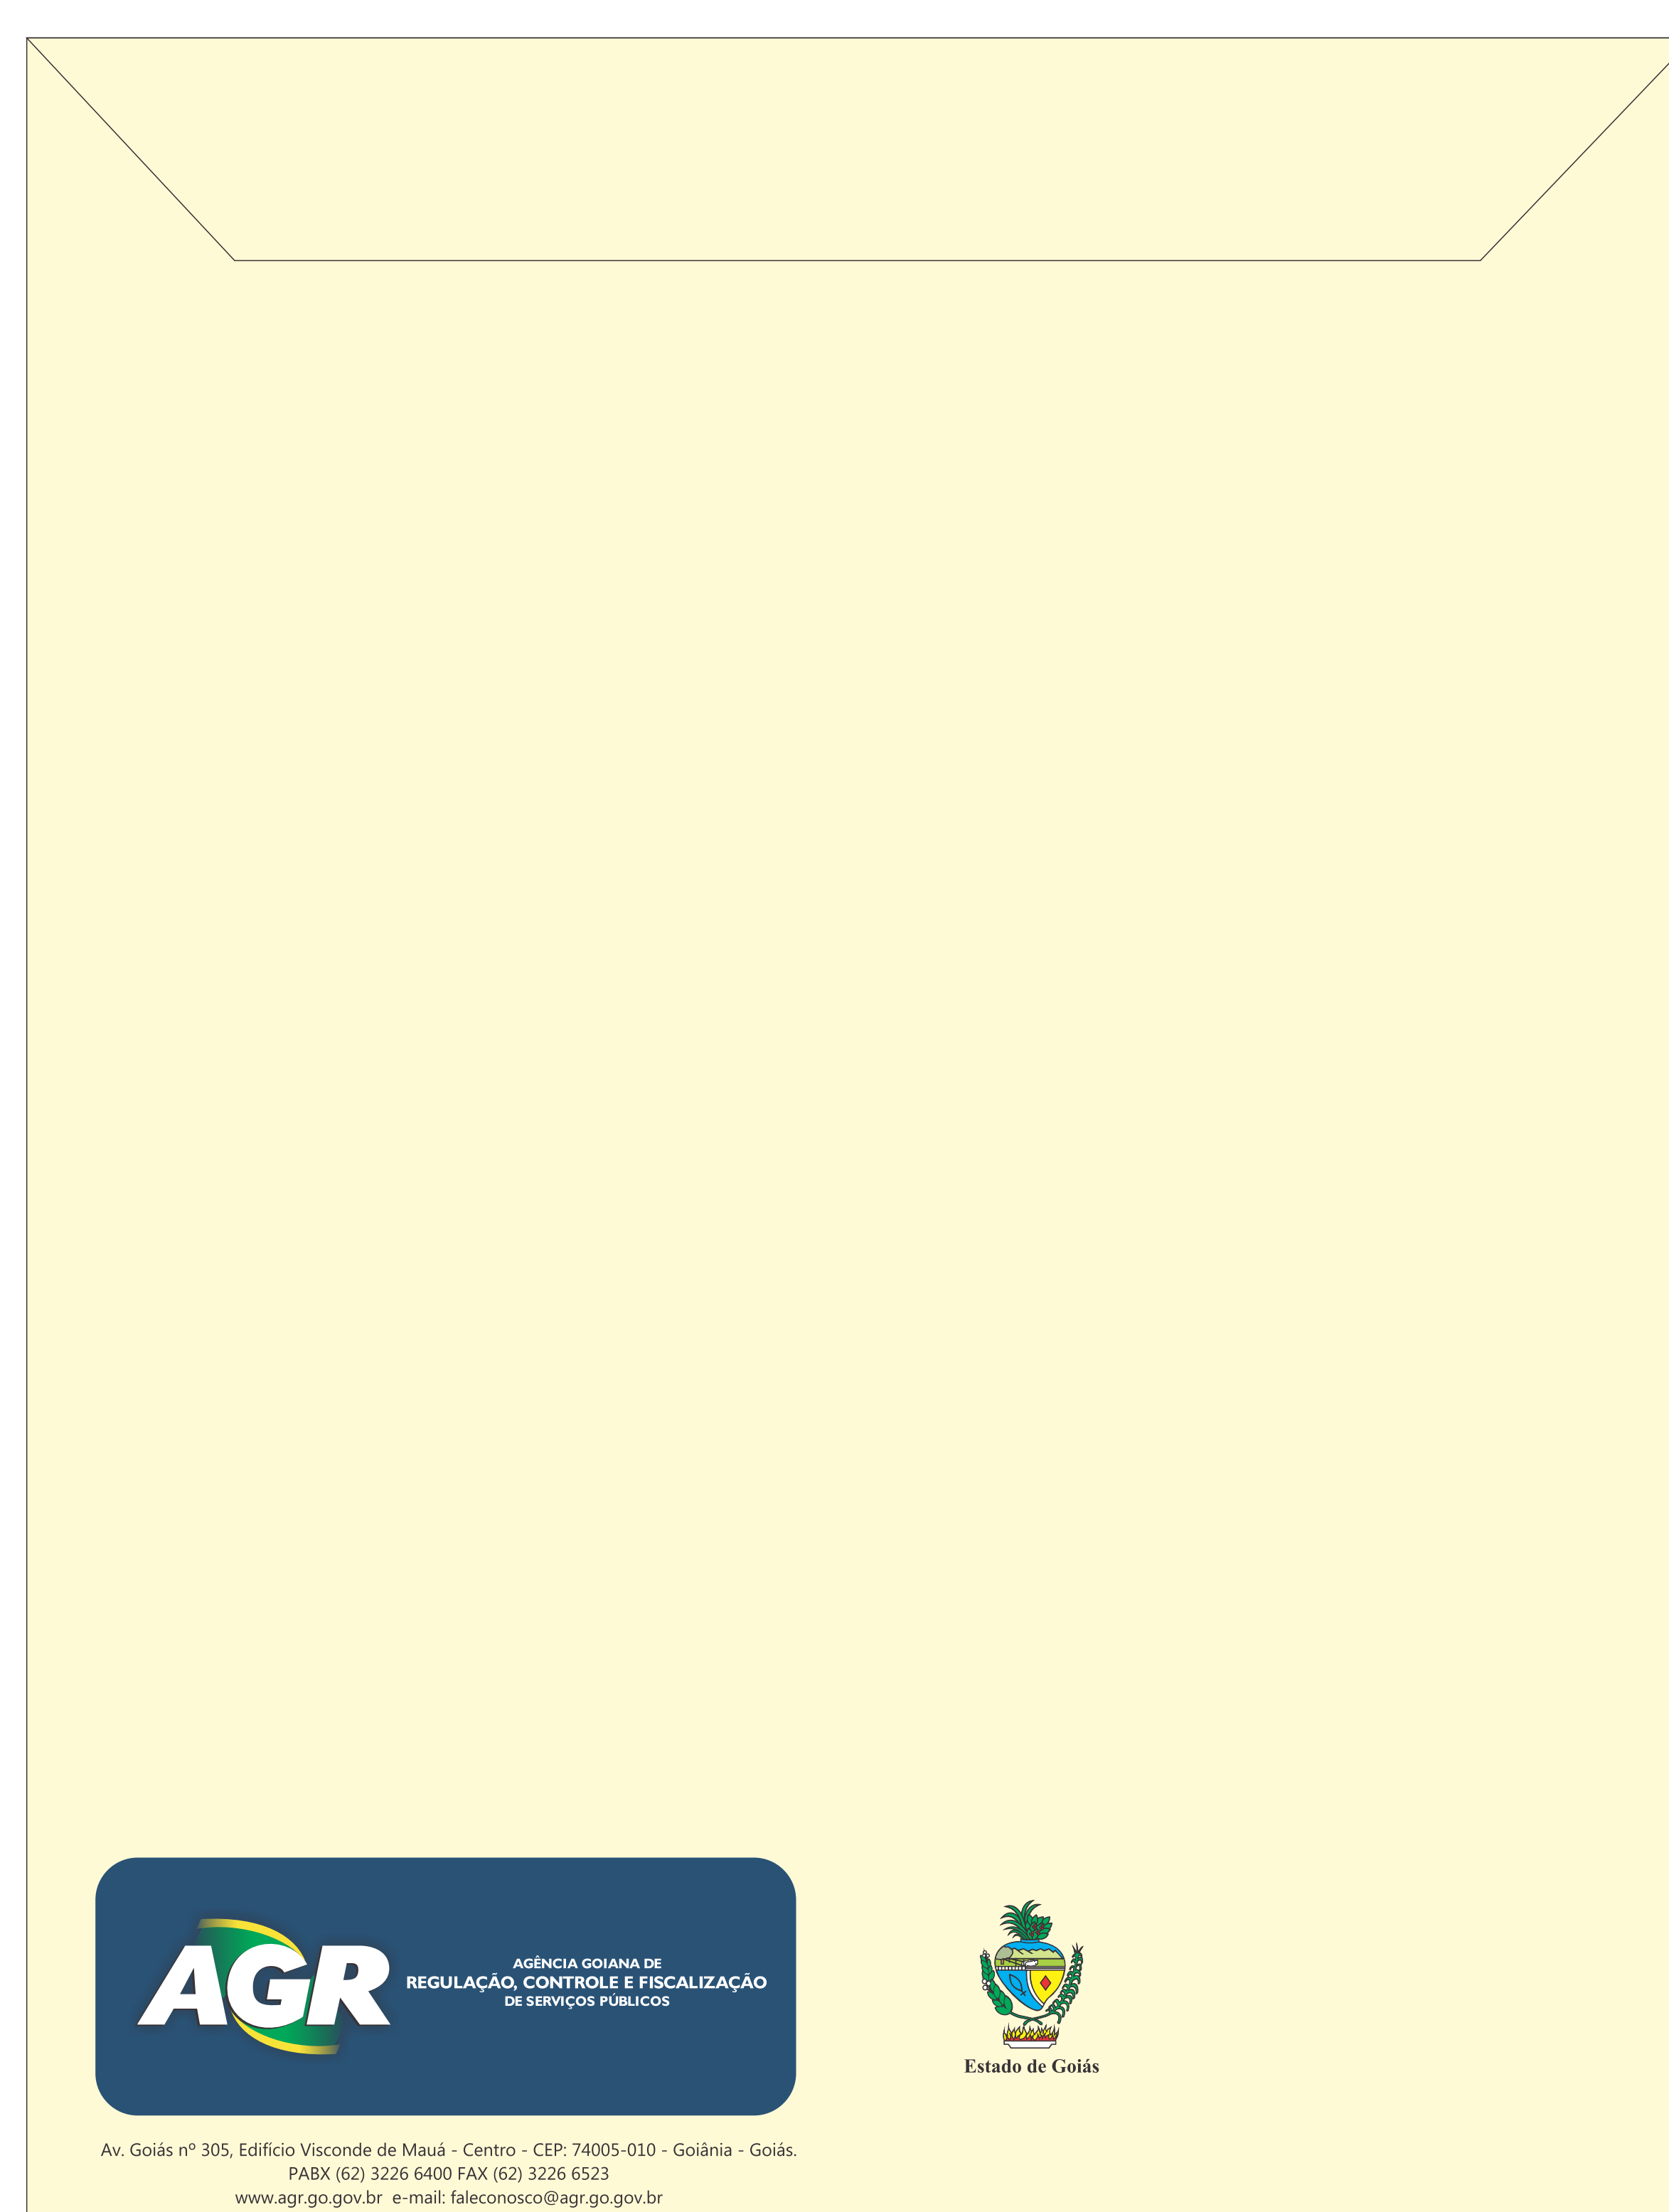 AGR
AGÊNCIA GOIANA DE
REGULAÇÃO, CONTROLE E FISCALIZAÇÃO
DE SERVIÇOS PÚBLICOS
Estado de Goiás
Av. Goiás nº 305, Edifício Visconde de Mauá - Centro - CEP: 74005-010 - Goiânia - Goiás.
PABX (62) 3226 6400 FAX (62) 3226 6523
www.agr.go.gov.br  e-mail: faleconosco@agr.go.gov.br